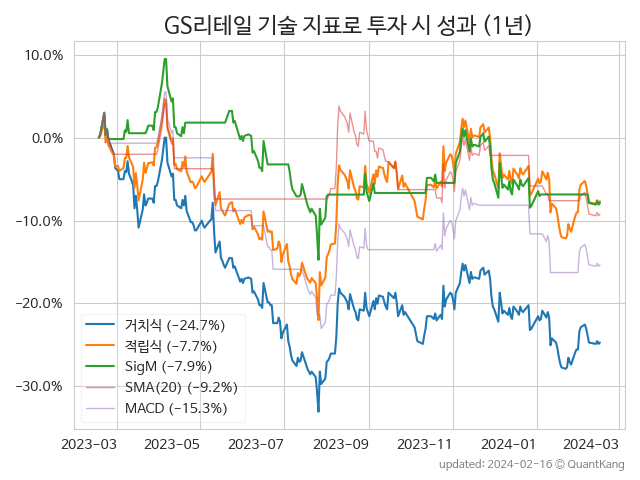 GS리테일 기술 지표로 투자 시 성과 (1년)
10.0%
0.0%
−10.0%
−20.0%
−30.0%
거치식 (−24.7%)
적립식 (−7.7%)
SigM (−7.9%)
SMA(20) (−9.2%)
MACD (−15.3%)
2023−03 2023−05 2023−07 2023−09 2023−11 2024−01 2024−03
updated: 2024−02−16 © QuantKang